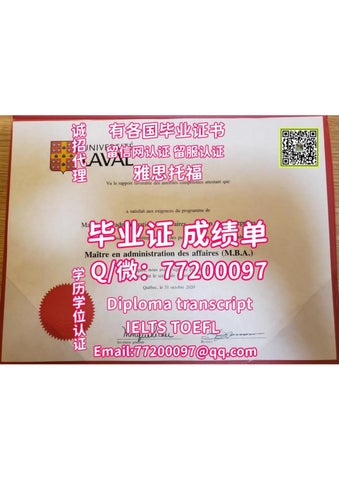 诚招代理
有各国毕业证书
UNIVERSITÉ
LAVAL
留信网认证 留服认证
雅思托福
Vu le rapport favorable des autorités compétentes attestant que
a satisfait aux exigences du programme de
毕业证 成绩单
Maître en administration des affaires (M.B.A.)
Q/微：77200097
Québec, le 31 octobre 2020
学历学位认证
Diploma transcript
IELTS TOEFL
Email:77200097@qq.com